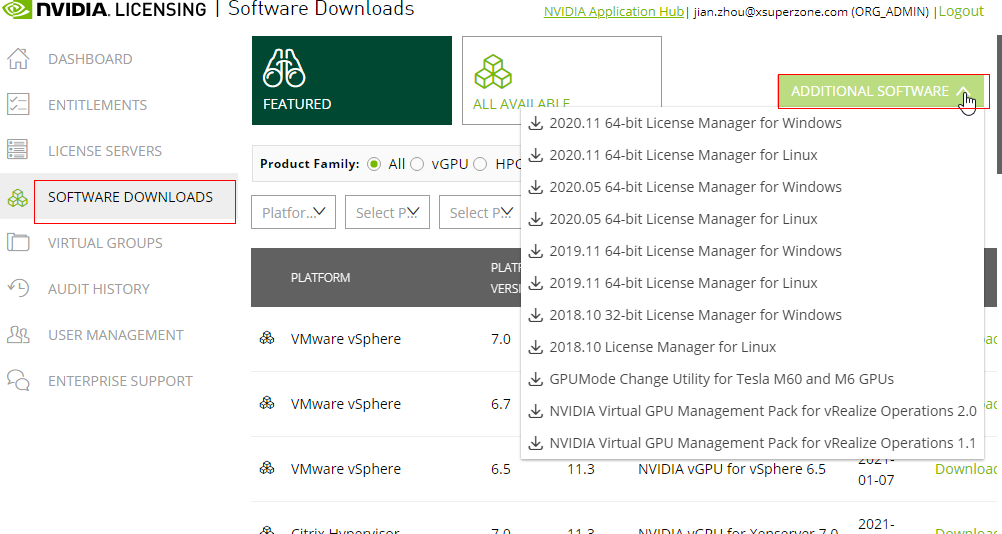 NVIDIA. LICENSING | Software Downloads
NVIDIA Application Hub| jian.zhou@xsuperzone.com (ORG_ADMIN) |Logout
DASHBOARD
ENTITLEMENTS
LICENSE SERVERS
SOFTWARE DOWNLOADS
VIRTUAL GROUPS
AUDIT HISTORY
USER MANAGEMENT
ENTERPRISE SUPPORT
FEATURED
ALL AVAILABLE
ADDITIONAL SOFTWARE
2020.11 64-bit License Manager for Windows
2020.11 64-bit License Manager for Linux
2020.05 64-bit License Manager for Windows
2020.05 64-bit License Manager for Linux
2019.11 64-bit License Manager for Windows
2019.11 64-bit License Manager for Linux
2018.10 32-bit License Manager for Windows
2018.10 License Manager for Linux
GPUMode Change Utility for Tesla M60 and M6 GPUs
NVIDIA Virtual GPU Management Pack for vRealize Operations 2.0
NVIDIA Virtual GPU Management Pack for vRealize Operations 1.1
Product Family: All vGPU HPC
Platfor... Select P... Select P...
PLATFORM
PLATF
VERSI
VMware vSphere 7.0
VMware vSphere 6.7
VMware vSphere 6.5 11.3 NVIDIA vGPU for vSphere 6.5 2021-01-07 Download
Citrix Hypervisor 7.0 11.3 NVIDIA vGPU for Xenserver 7.0 2021- Download